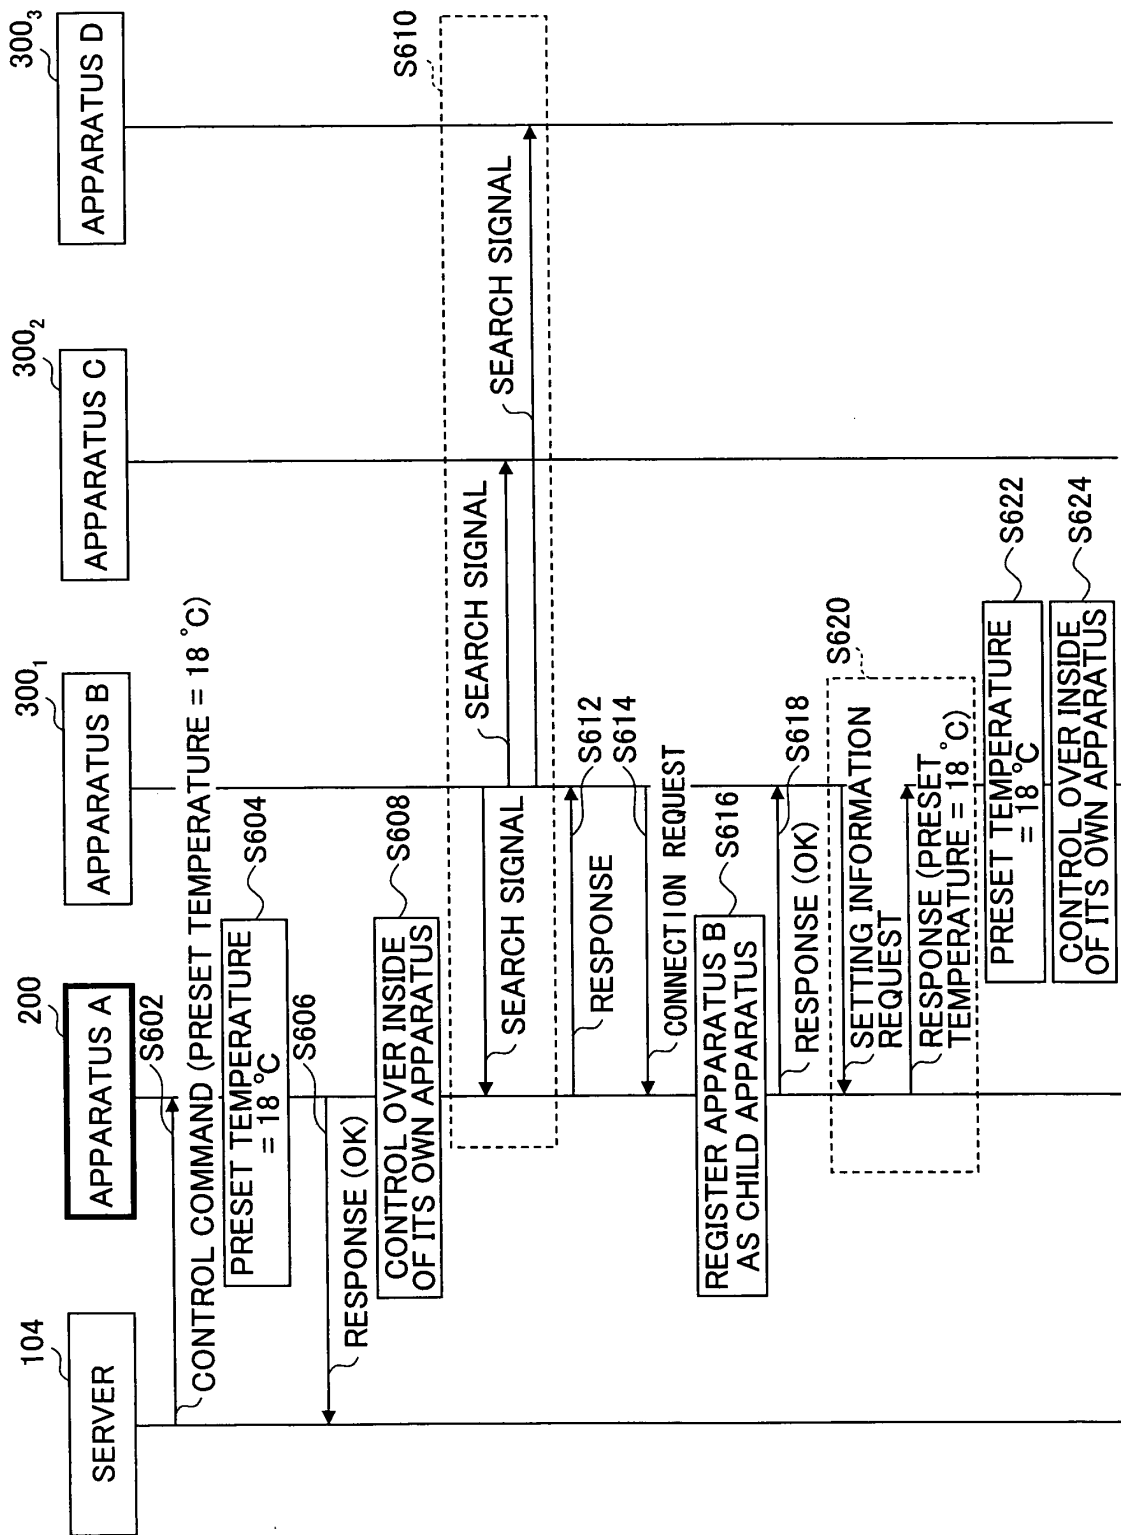 104
SERVER
200
APPARATUS A
300₁
APPARATUS B
300₂
APPARATUS C
300₃
APPARATUS D
S602
CONTROL COMMAND (PRESET TEMPERATURE = 18 °C)
S604
PRESET TEMPERATURE
= 18 °C
S606
RESPONSE (OK)
S608
CONTROL OVER INSIDE
OF ITS OWN APPARATUS
S610
SEARCH SIGNAL
SEARCH SIGNAL
SEARCH SIGNAL
S612
RESPONSE
S614
CONNECTION REQUEST
S616
REGISTER APPARATUS B
AS CHILD APPARATUS
S618
RESPONSE (OK)
S620
SETTING INFORMATION
REQUEST
RESPONSE (PRESET
TEMPERATURE = 18 °C)
S622
PRESET TEMPERATURE
= 18 °C
S624
CONTROL OVER INSIDE
OF ITS OWN APPARATUS